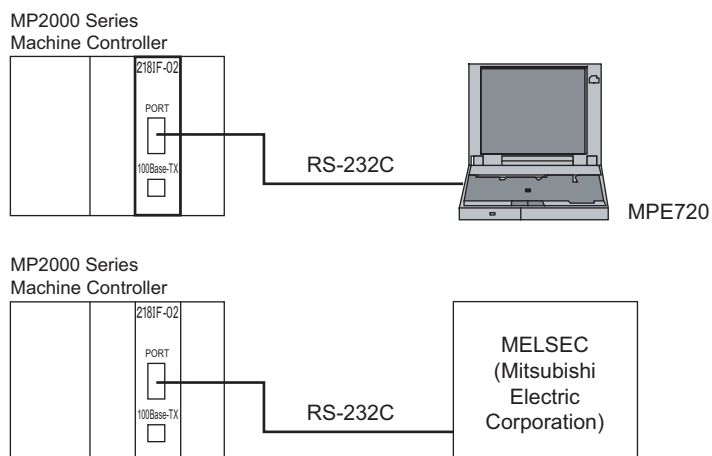 MP2000 Series
Machine Controller
218IF-02
PORT
100Base-TX
RS-232C
MPE720
MP2000 Series
Machine Controller
218IF-02
PORT
100Base-TX
RS-232C
MELSEC
(Mitsubishi
Electric
Corporation)